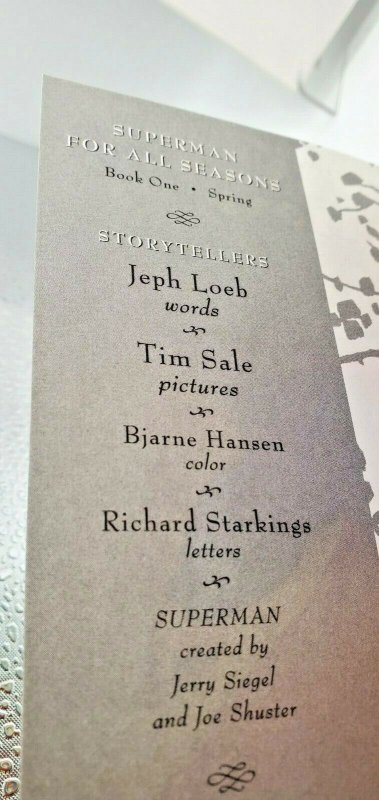 SUPERMAN
FOR ALL SEASONS
Book One • Spring
STORYTELLERS
Jeph Loeb
words
Tim Sale
pictures
Bjarne Hansen
color
Richard Starkings
letters
SUPERMAN
created by
Jerry Siegel
and Joe Shuster